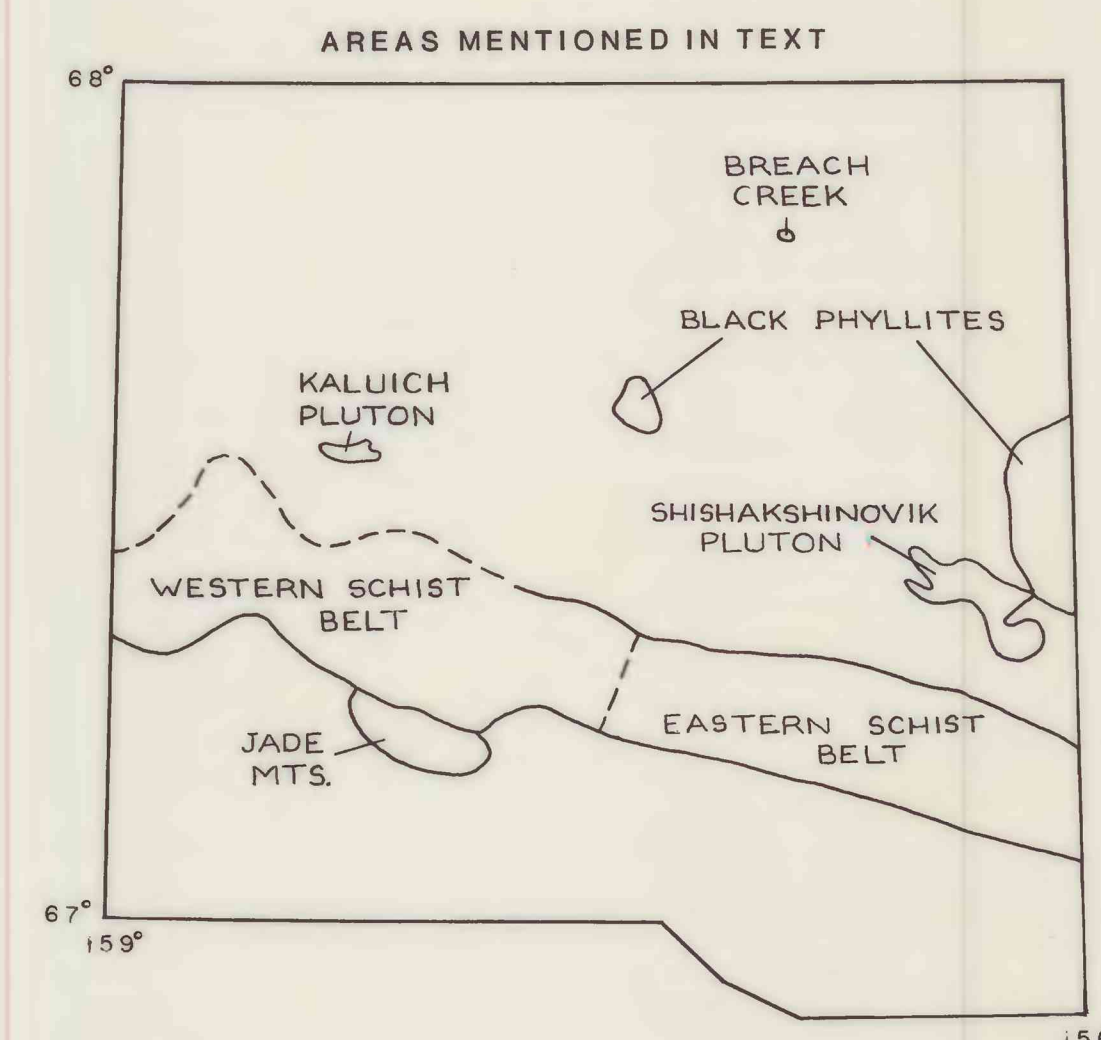 AREAS MENTIONED IN TEXT
68°
BREACH
CREEK
BLACK PHYLLITES
KALUICH
PLUTON
SHISHAKSHINOVIK
PLUTON
WESTERN SCHIST
BELT
EASTERN SCHIST
BELT
JADE
MTS.
67°
159°